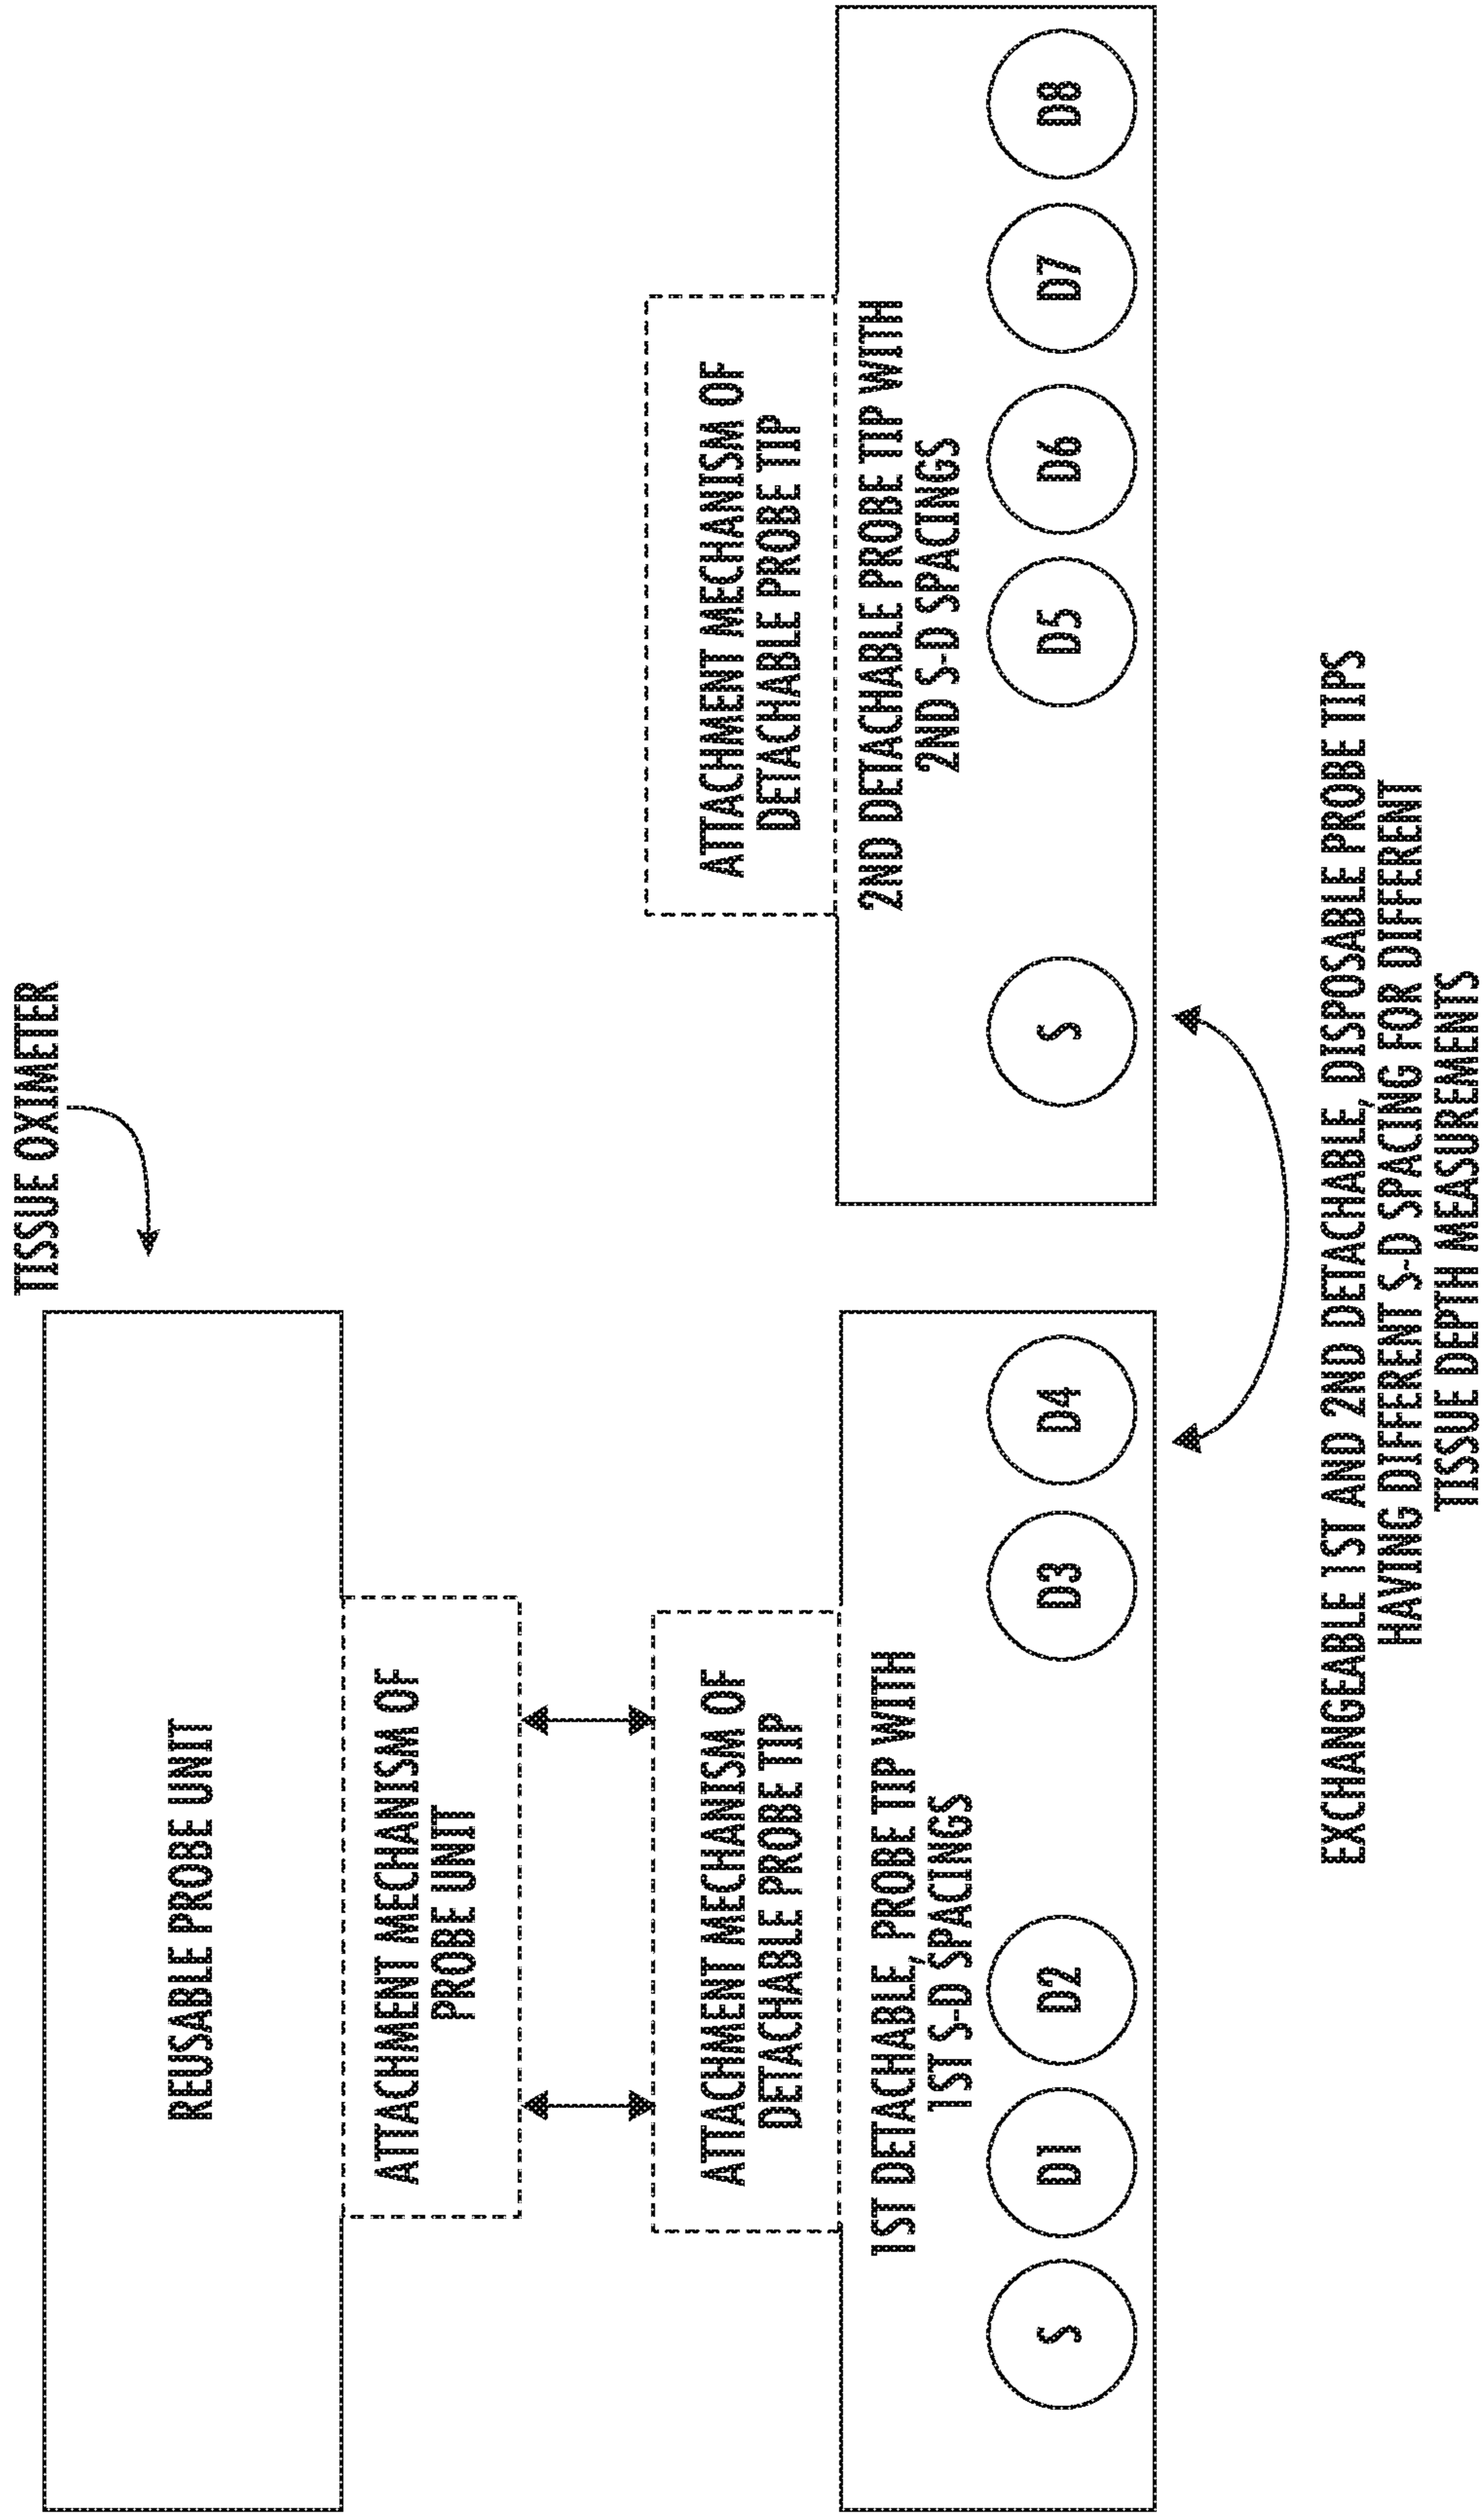 TISSUE OXIMETER
REUSABLE PROBE UNIT
ATTACHMENT MECHANISM OF
PROBE UNIT
ATTACHMENT MECHANISM OF
DETACHABLE PROBE TIP
1ST DETACHABLE, PROBE TIP WITH
1ST S-D SPACINGS
S
D1
D2
D3
D4
ATTACHMENT MECHANISM OF
DETACHABLE PROBE TIP
2ND DETACHABLE PROBE TIP WITH
2ND S-D SPACINGS
S
D5
D6
D7
D8
EXCHANGEABLE 1ST AND 2ND DETACHABLE, DISPOSABLE PROBE TIPS
HAVING DIFFERENT S-D SPACING FOR DIFFERENT
TISSUE DEPTH MEASUREMENTS